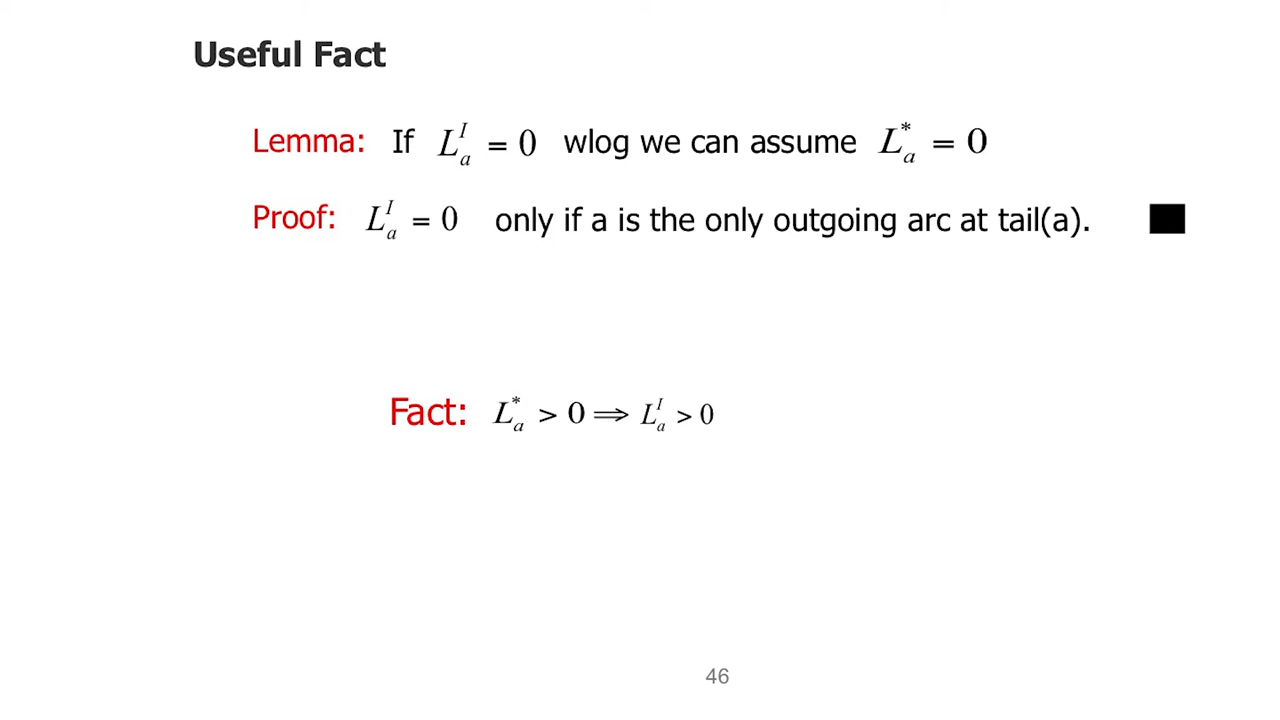 Useful Fact
Lemma: If $L_a^I = 0$ wlog we can assume $L_a^* = 0$
Proof: $L_a^I = 0$ only if a is the only outgoing arc at tail(a). ■
Fact: $L_a^* > 0 \Rightarrow L_a^I > 0$
46